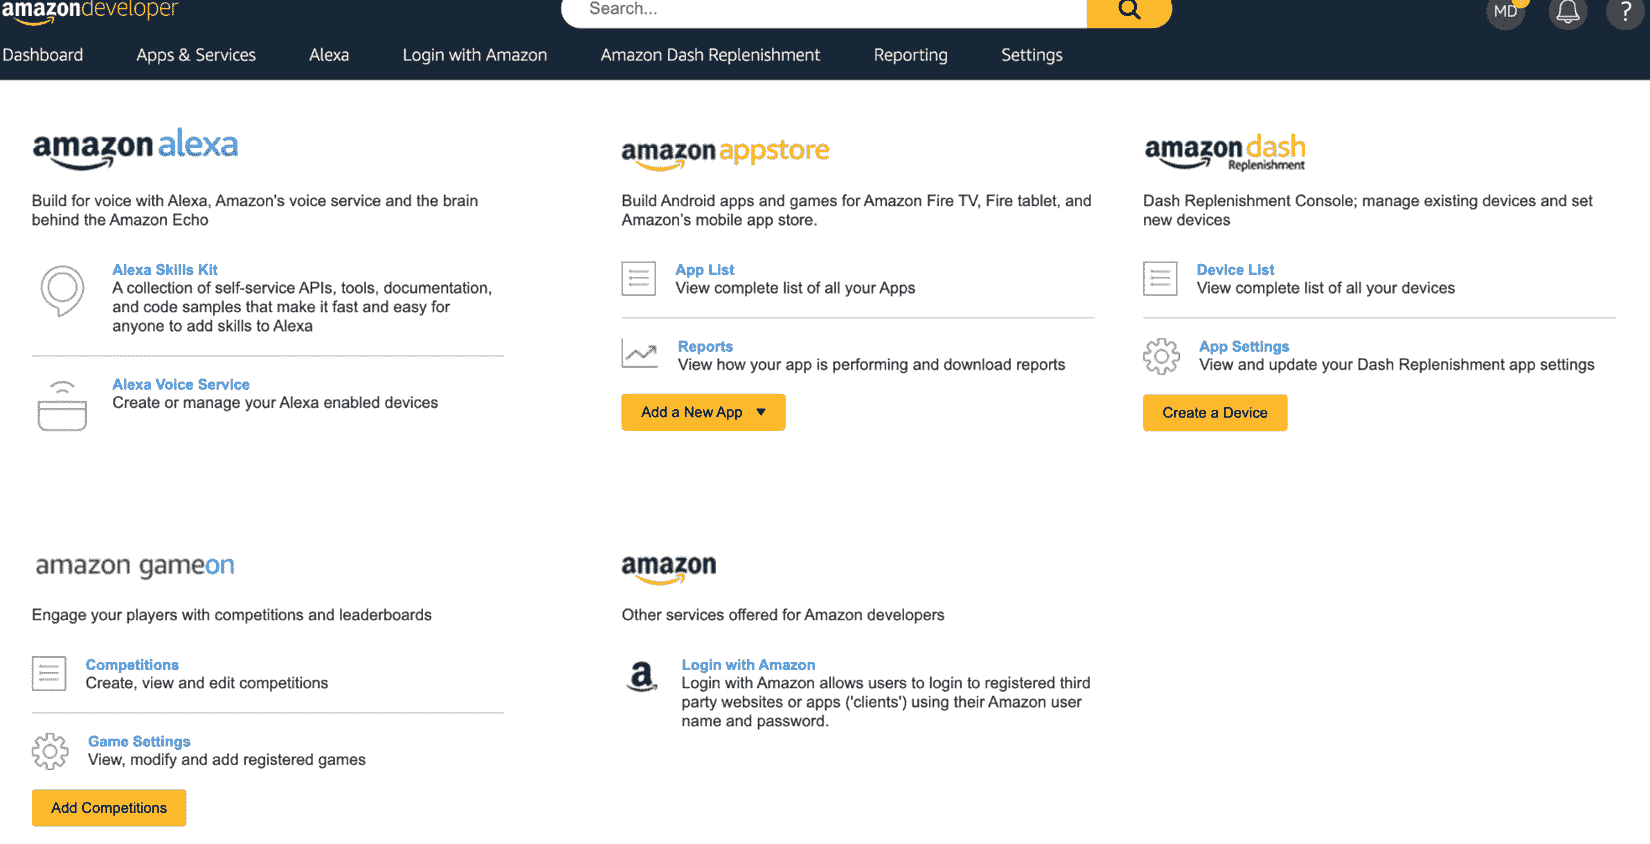 amazondeveloper
Search...
MD
?
Dashboard
Apps & Services
Alexa
Login with Amazon
Amazon Dash Replenishment
Reporting
Settings
amazon alexa
Build for voice with Alexa, Amazon's voice service and the brain
behind the Amazon Echo
Alexa Skills Kit
A collection of self-service APIs, tools, documentation,
and code samples that make it fast and easy for
anyone to add skills to Alexa
Alexa Voice Service
Create or manage your Alexa enabled devices
amazon appstore
Build Android apps and games for Amazon Fire TV, Fire tablet, and
Amazon’s mobile app store.
App List
View complete list of all your Apps
Reports
View how your app is performing and download reports
Add a New App
amazon dash
Replenishment
Dash Replenishment Console; manage existing devices and set
new devices
Device List
View complete list of all your devices
App Settings
View and update your Dash Replenishment app settings
Create a Device
amazon gameon
Engage your players with competitions and leaderboards
Competitions
Create, view and edit competitions
Game Settings
View, modify and add registered games
Add Competitions
amazon
Other services offered for Amazon developers
a
Login with Amazon
Login with Amazon allows users to login to registered third
party websites or apps ('clients') using their Amazon user
name and password.